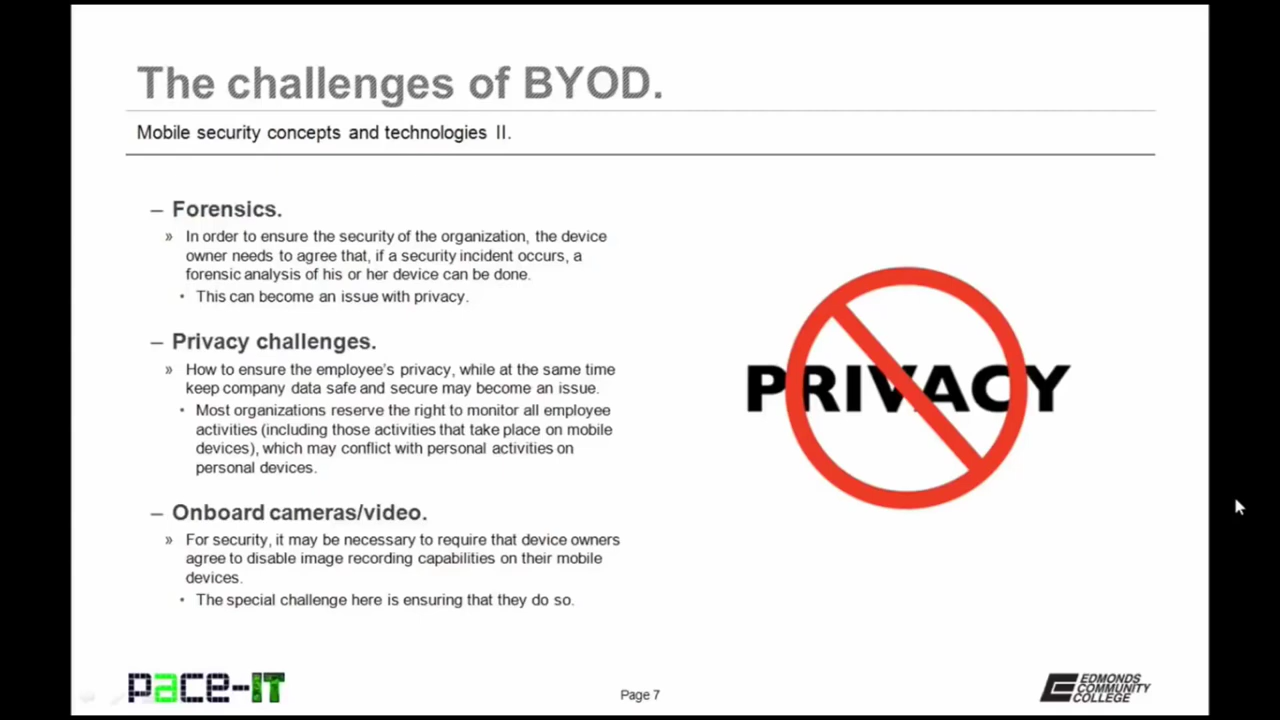 The challenges of BYOD.
Mobile security concepts and technologies II.
– Forensics.
» In order to ensure the security of the organization, the device
owner needs to agree that, if a security incident occurs, a
forensic analysis of his or her device can be done.
• This can become an issue with privacy.
– Privacy challenges.
» How to ensure the employee's privacy, while at the same time
keep company data safe and secure may become an issue.
• Most organizations reserve the right to monitor all employee
activities (including those activities that take place on mobile
devices), which may conflict with personal activities on
personal devices.
– Onboard cameras/video.
» For security, it may be necessary to require that device owners
agree to disable image recording capabilities on their mobile
devices.
• The special challenge here is ensuring that they do so.
PRIVACY
pace-IT
Page 7
EDMONDS
COMMUNITY
COLLEGE